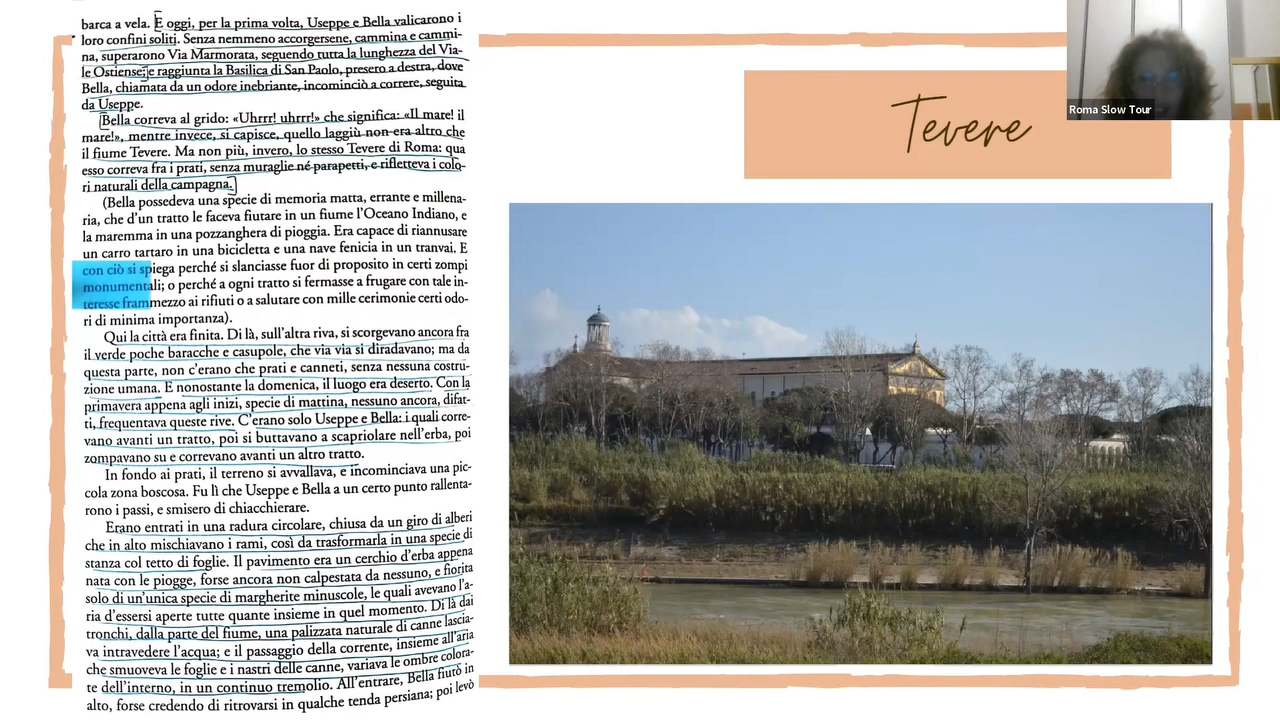 barca a vela. E oggi, per la prima volta, Useppe e Bella valicarono i
loro confini soliti. Senza nemmeno accorgersene, cammina e cammi-
na, superarono Via Marmorata, seguendo tutta la lunghezza del Via-
le Ostiense; e raggiunta la Basilica di San Paolo, presero a destra, dove
Bella, chiamata da un odore inebriante, incominciò a correre, seguita
da Useppe.
Bella correva al grido: «Uhrrr! uhrrr!» che significa: «Il mare! il
mare!», mentre invece, si capisce, quello laggiù non era altro che
il fiume Tevere. Ma non più, invero, lo stesso Tevere di Roma: qua
esso correva fra i prati, senza muraglie né parapetti, e rifletteva i colo-
ri naturali della campagna.
(Bella possedeva una specie di memoria matta, errante e millena-
ria, che d'un tratto le faceva fiutare in un fiume l'Oceano Indiano, e
la maremma in una pozzanghera di pioggia. Era capace di riannusare
un carro tartaro in una bicicletta e una nave fenicia in un tranvai. E
con ciò si spiega perché si slanciasse fuor di proposito in certi zompi
monumentali; o perché a ogni tratto si fermasse a frugare con tale in-
teresse frammezzo ai rifiuti o a salutare con mille cerimonie certi odo-
ri di minima importanza).
Qui la città era finita. Di là, sull'altra riva, si scorgevano ancora fra
il verde poche baracche e casupole, che via via si diradavano; ma da
questa parte, non c'erano che prati e canneti, senza nessuna costru-
zione umana. E nonostante la domenica, il luogo era deserto. Con la
primavera appena agli inizi, specie di mattina, nessuno ancora, difat-
ti, frequentava queste rive. C'erano solo Useppe e Bella: i quali corre-
vano avanti un tratto, poi si buttavano a scapriolare nell'erba, poi
zompavano su e correvano avanti un altro tratto.
In fondo ai prati, il terreno si avvallava, e incominciava una pic-
cola zona boscosa. Fu lì che Useppe e Bella a un certo punto rallenta-
rono i passi, e smisero di chiacchierare.
Erano entrati in una radura circolare, chiusa da un giro di alberi
che in alto mischiavano i rami, così da trasformarla in una specie di
stanza col tetto di foglie. Il pavimento era un cerchio d'erba appena
nata con le piogge, forse ancora non calpestata da nessuno, e fiorita
solo di un'unica specie di margherite minuscole, le quali avevano l'a-
ria d'essersi aperte tutte quante insieme in quel momento. Di là dai
tronchi, dalla parte del fiume, una palizzata naturale di canne lascia-
va intravedere l'acqua; e il passaggio della corrente, insieme all'aria
che smuoveva le foglie e i nastri delle canne, variava le ombre colora-
te dell'interno, in un continuo tremolio. All'entrare, Bella fiutò in
alto, forse credendo di ritrovarsi in qualche tenda persiana; poi levò
Tevere
Roma Slow Tour